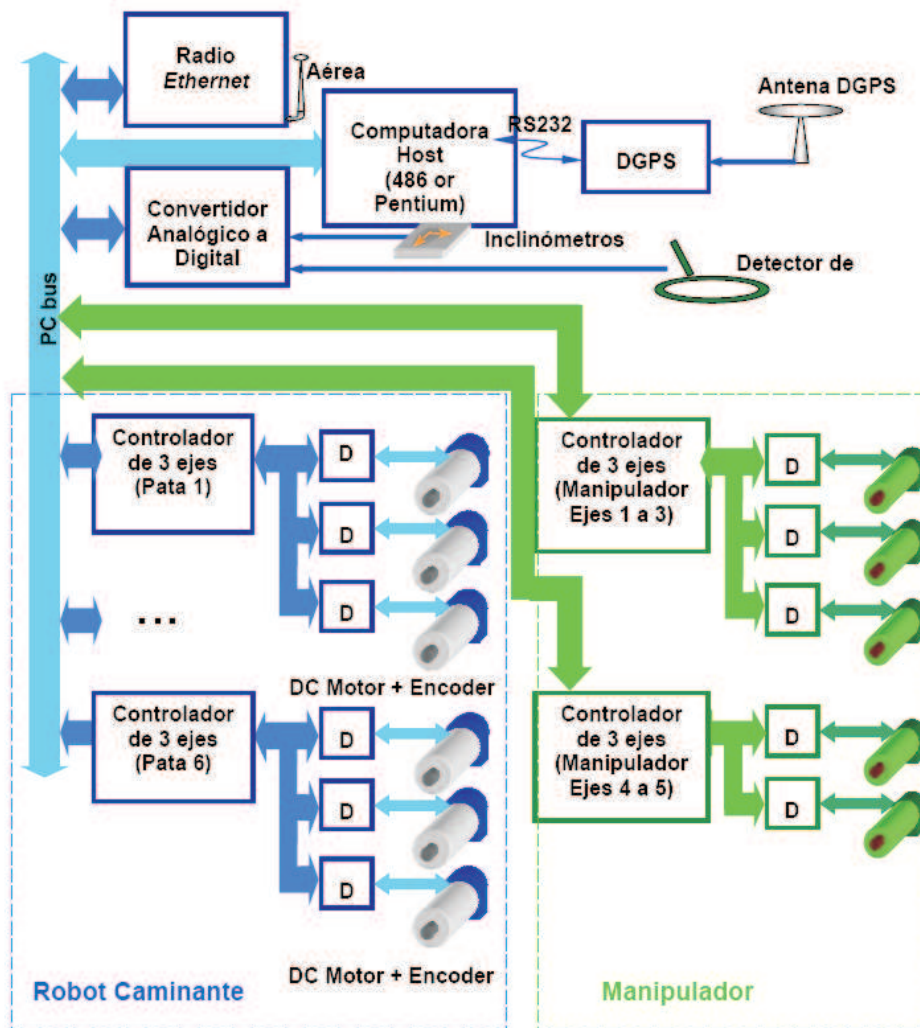 Radio
Ethernet
Aérea
Computadora
Host
(486 or
Pentium)
RS232
DGPS
Antena DGPS
Convertidor
Analógico a
Digital
Inclinómetros
Detector de
PC bus
Controlador
de 3 ejes
(Pata 1)
D
D
D
Controlador
de 3 ejes
(Manipulador
Ejes 1 a 3)
D
D
D
...
DC Motor + Encoder
Controlador
de 3 ejes
(Pata 6)
D
D
D
Controlador
de 3 ejes
(Manipulador
Ejes 4 a 5)
D
D
DC Motor + Encoder
Robot Caminante
Manipulador